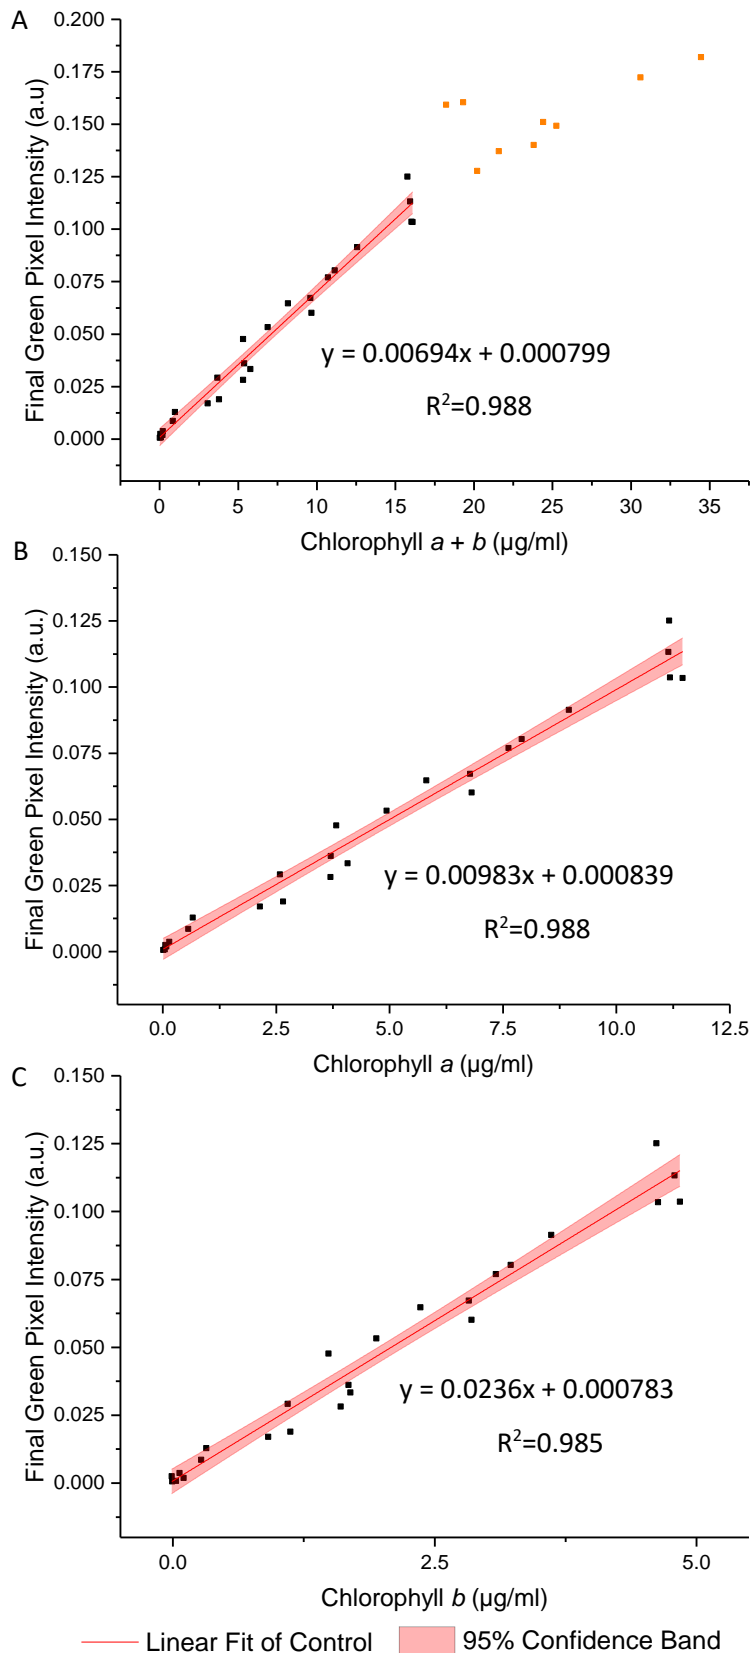 A
0.200
0.175
0.150
0.125
0.100
0.075
0.050
0.025
0.000
Final Green Pixel Intensity (a.u)
y = 0.00694x + 0.000799
R²=0.988
0 5 10 15 20 25 30 35
Chlorophyll a + b (µg/ml)
B
0.150
0.125
0.100
0.075
0.050
0.025
0.000
Final Green Pixel Intensity (a.u.)
y = 0.00983x + 0.000839
R²=0.988
0.0 2.5 5.0 7.5 10.0 12.5
Chlorophyll a (µg/ml)
C
0.150
0.125
0.100
0.075
0.050
0.025
0.000
Final Green Pixel Intensity (a.u.)
y = 0.0236x + 0.000783
R²=0.985
0.0 2.5 5.0
Chlorophyll b (µg/ml)
Linear Fit of Control 95% Confidence Band